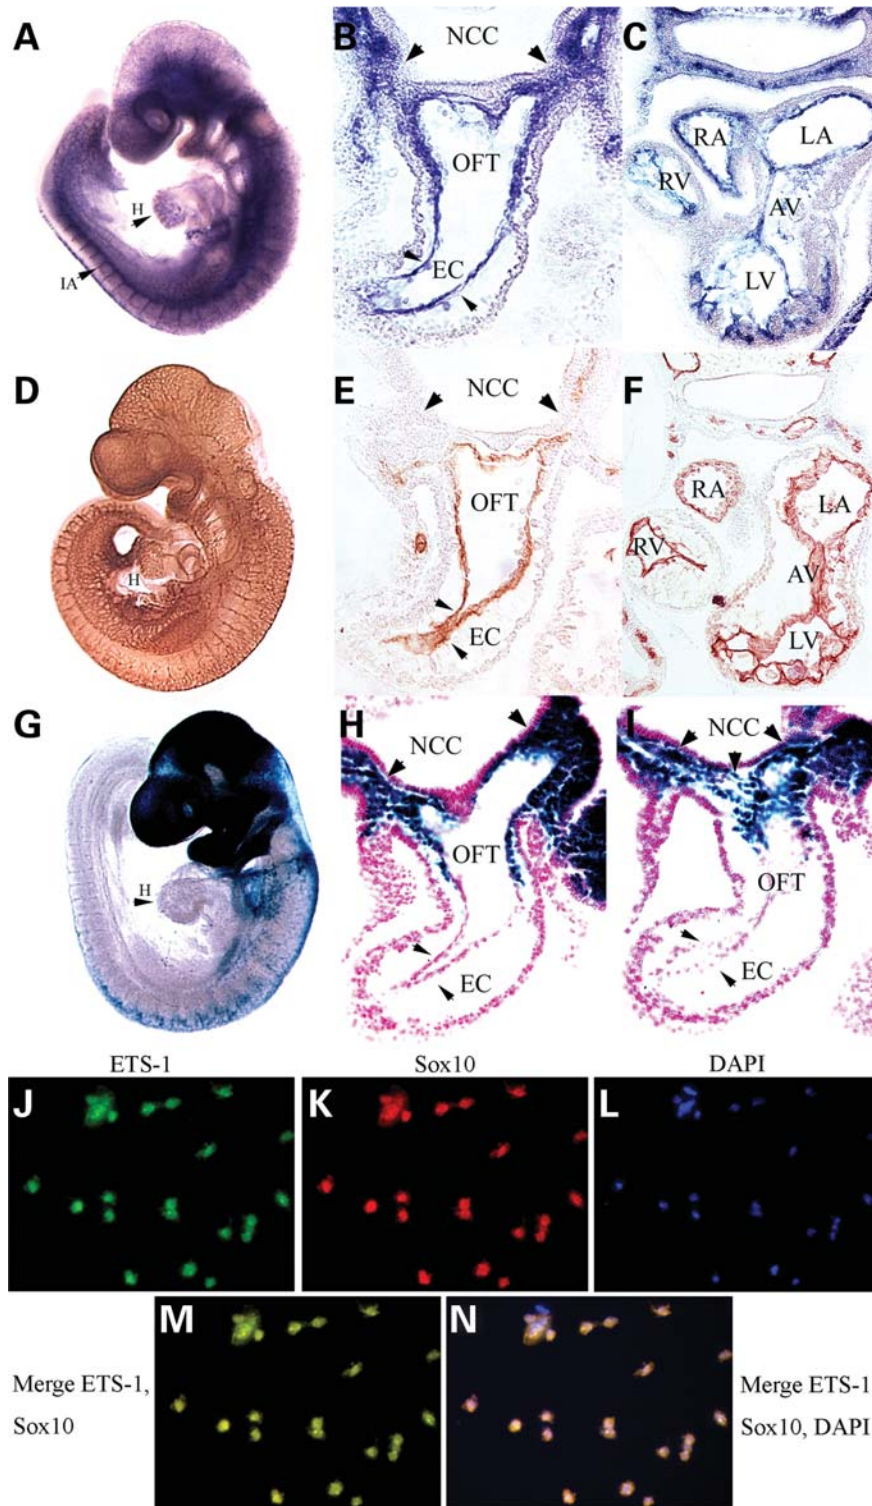 A
H
IA
B
NCC
OFT
EC
C
RA
LA
RV
AV
LV
D
H
E
NCC
OFT
EC
F
RA
LA
RV
AV
LV
G
H
H
NCC
OFT
EC
I
NCC
OFT
EC
ETS-1
Sox10
DAPI
J
K
L
M
N
Merge ETS-1,
Sox10
Merge ETS-1
Sox10, DAPI